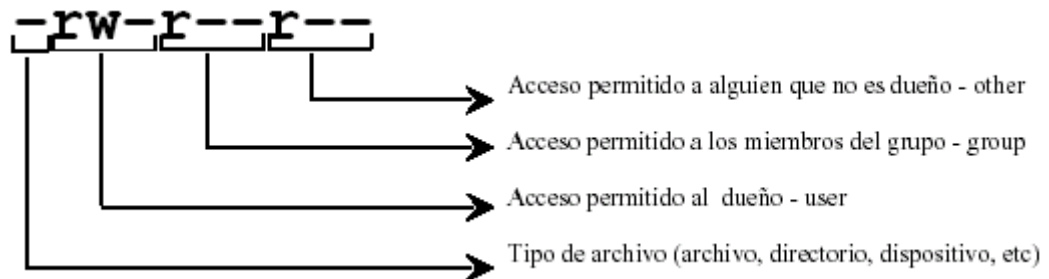 -rw-r--r--
Acceso permitido a alguien que no es dueño - other
Acceso permitido a los miembros del grupo - group
Acceso permitido al dueño - user
Tipo de archivo (archivo, directorio, dispositivo, etc)